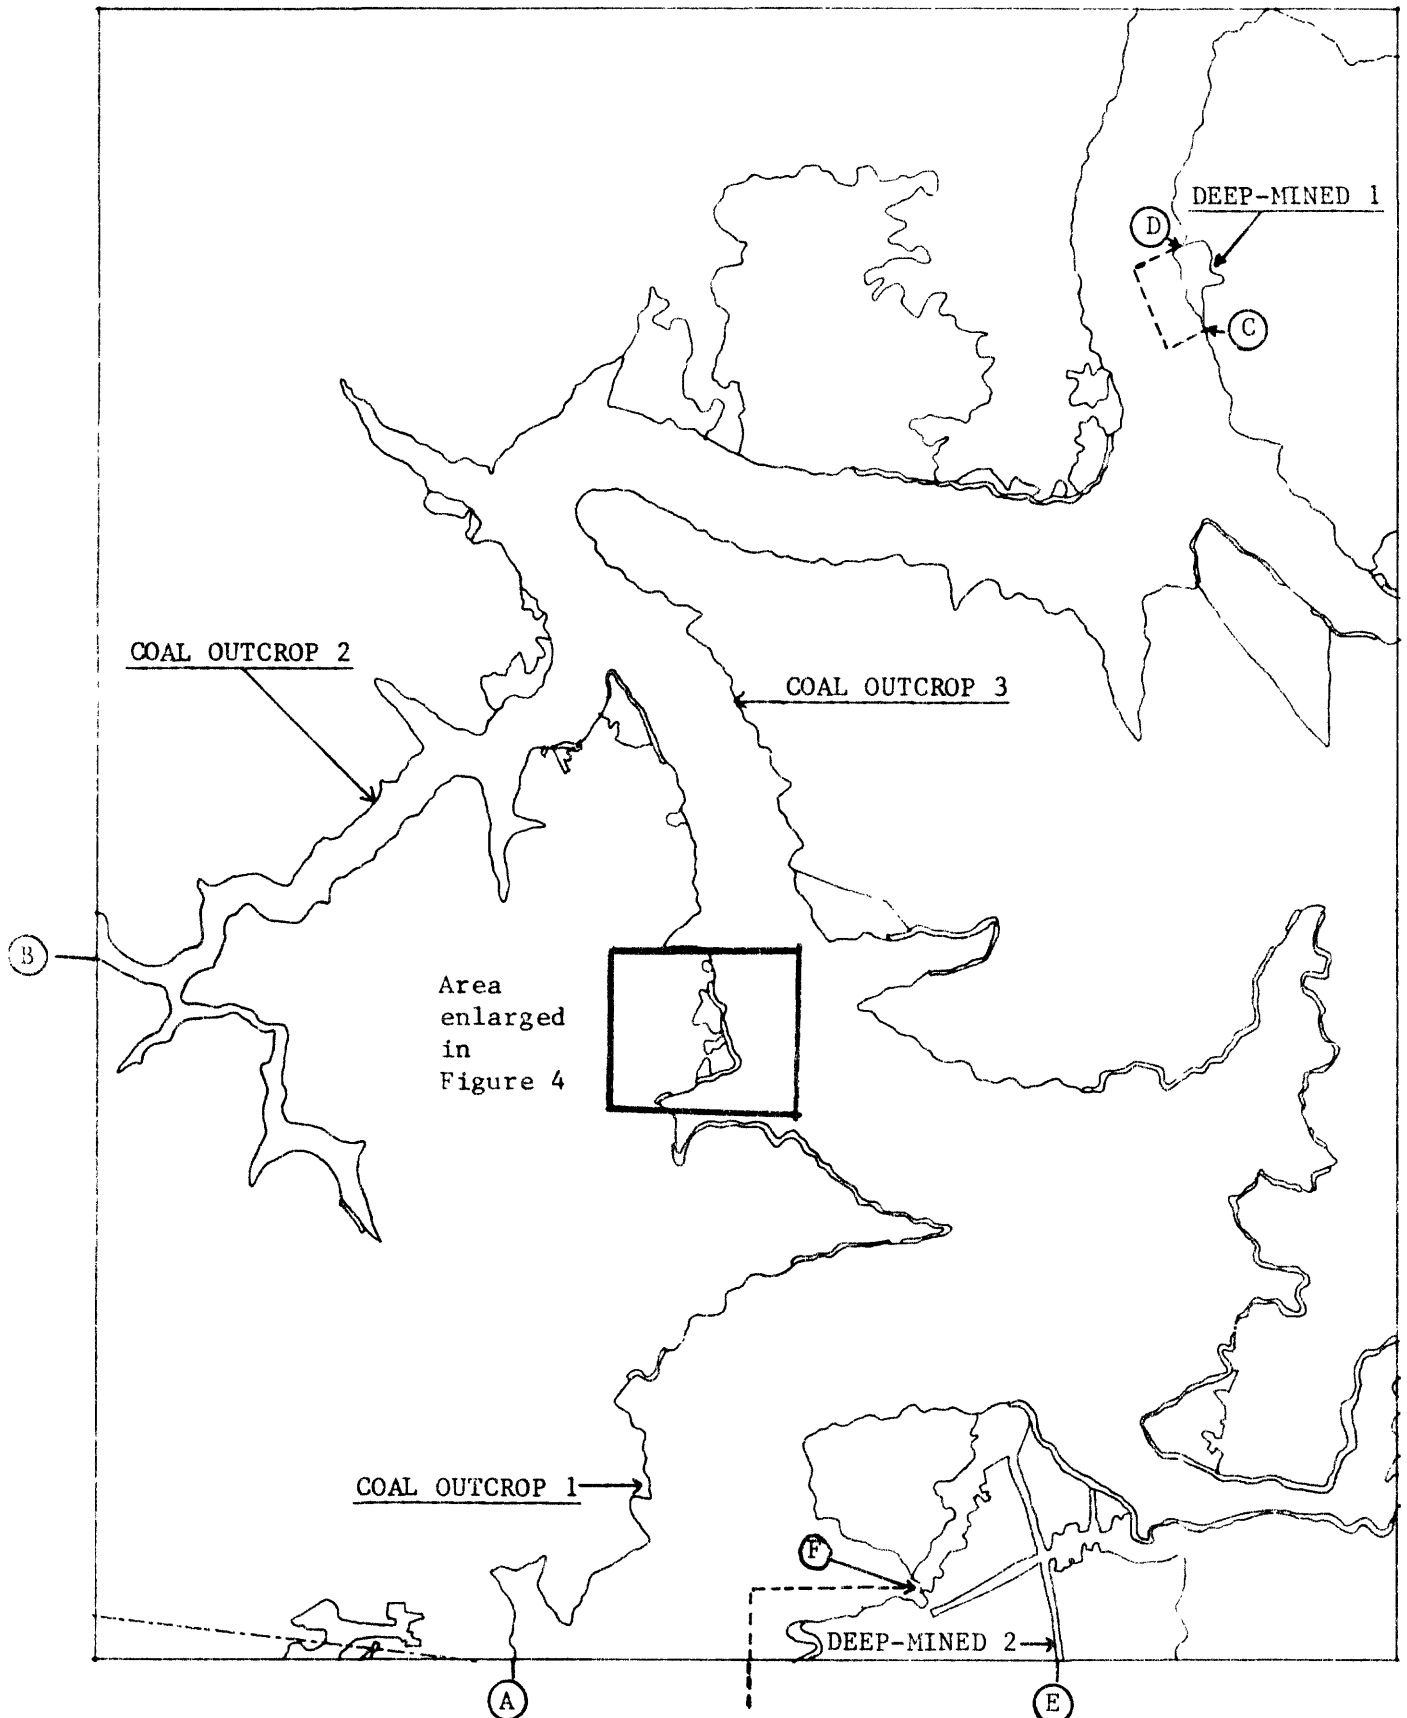 DEEP-MINED 1
D
C
COAL OUTCROP 2
COAL OUTCROP 3
B
Area
enlarged
in
Figure 4
COAL OUTCROP 1
F
DEEP-MINED 2
A
E